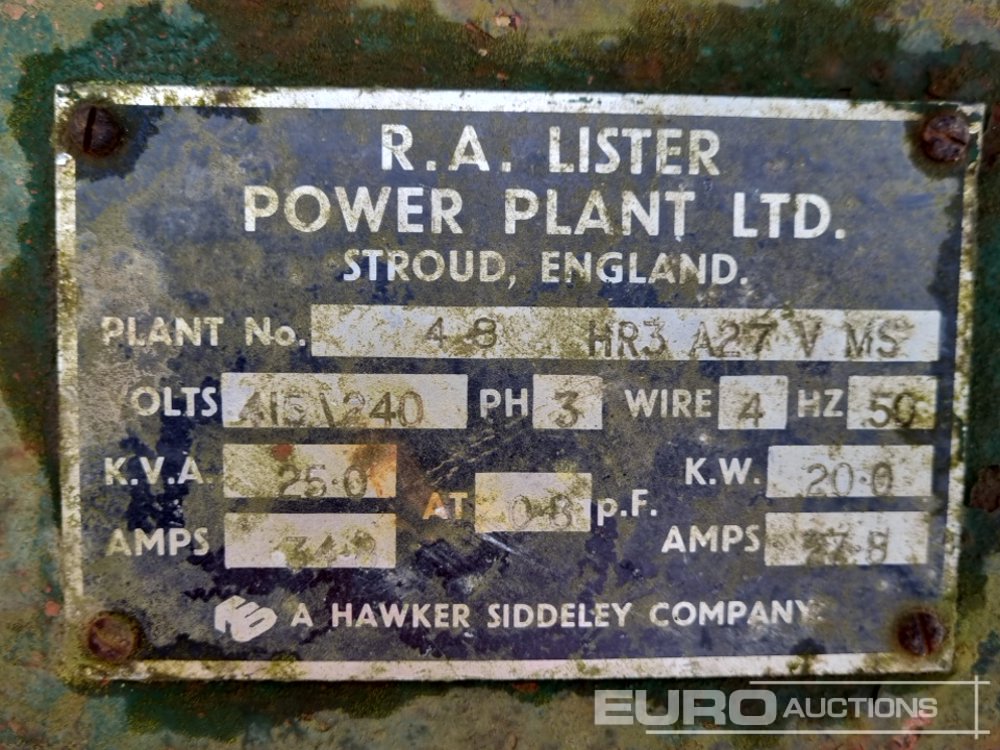 R.A. LISTER
POWER PLANT LTD.
STROUD, ENGLAND.
PLANT No. 4 8 HR3 A27 V MS
VOLTS 415\240 PH 3 WIRE 4 HZ 50
K.V.A. 25.0 AT 0.8 p.F. K.W. 20.0
AMPS 34.8 AMPS 27.8
A HAWKER SIDDELEY COMPANY
EURO AUCTIONS